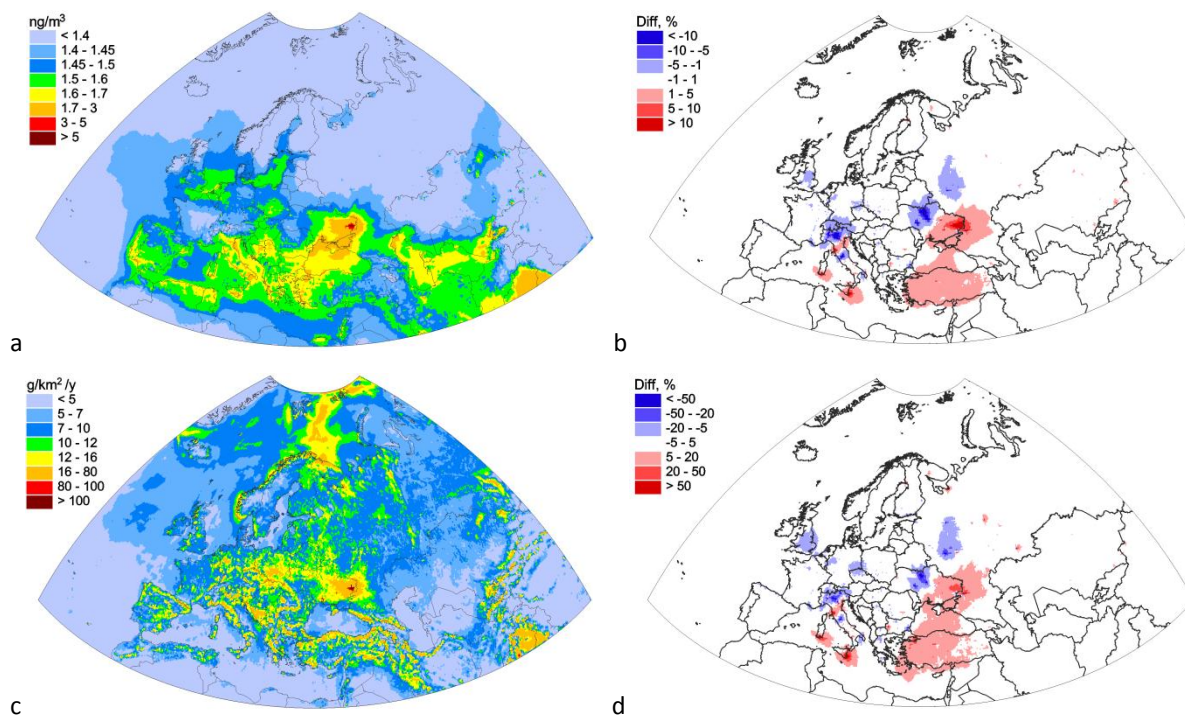 ng/m³
< 1.4
1.4 - 1.45
1.45 - 1.5
1.5 - 1.6
1.6 - 1.7
1.7 - 3
3 - 5
> 5
a
Diff, %
< -10
-10 - -5
-5 - -1
-1 1
1 - 5
5 - 10
> 10
b
g/km² /y
< 5
5 - 7
7 - 10
10 - 12
12 - 16
16 - 80
80 - 100
> 100
c
Diff, %
< -50
-50 - -20
-20 - -5
-5 5
5 - 20
20 - 50
> 50
d